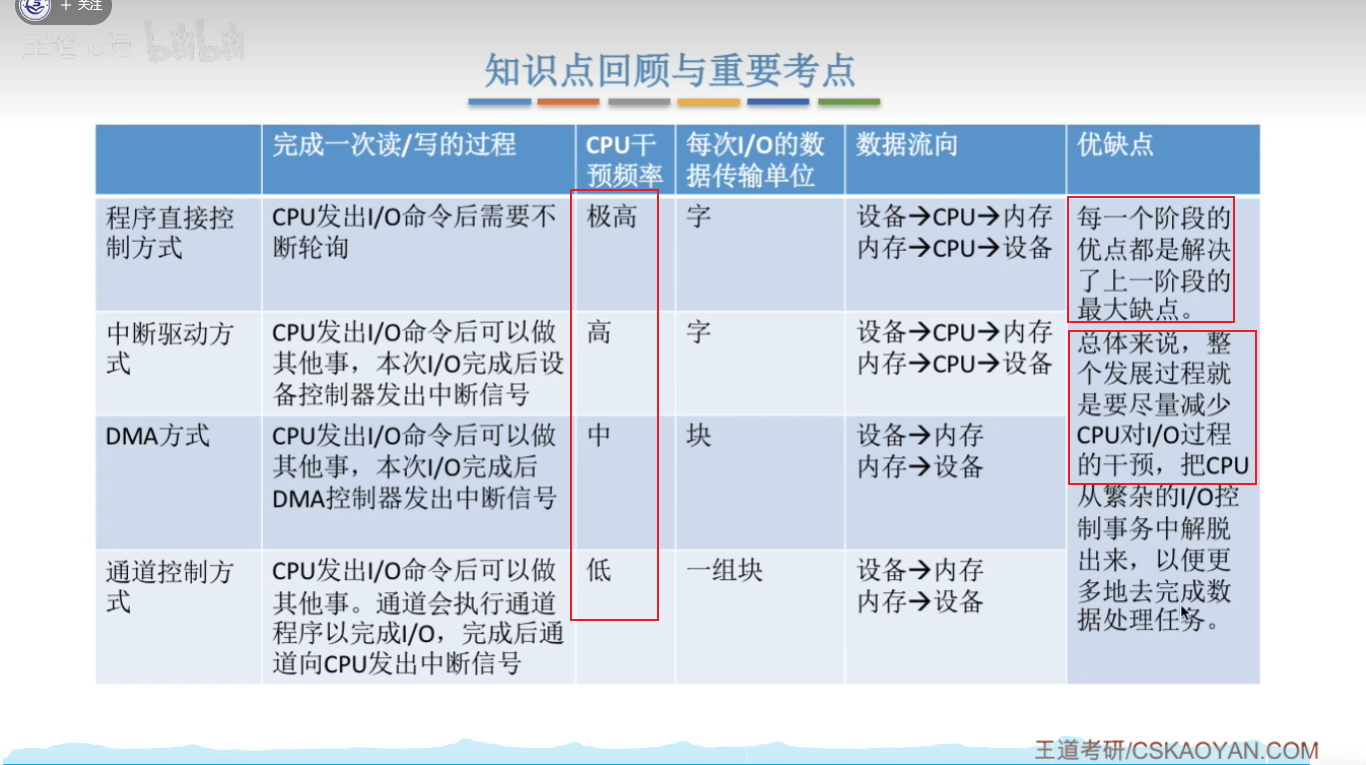 + 关注
王道论坛 bilibili
知识点回顾与重要考点
完成一次读/写的过程
CPU干
预频率
每次I/O的数
据传输单位
数据流向
优缺点
程序直接控
制方式
CPU发出I/O命令后需要不
断轮询
极高
字
设备→CPU→内存
内存→CPU→设备
每一个阶段的
优点都是解决
了上一阶段的
最大缺点。
总体来说，整
个发展过程就
是要尽量减少
CPU对I/O过程
的干预，把CPU
从繁杂的I/O控
制事务中解脱
出来，以便更
多地去完成数
据处理任务。
中断驱动方
式
CPU发出I/O命令后可以做
其他事，本次I/O完成后设
备控制器发出中断信号
高
字
设备→CPU→内存
内存→CPU→设备
DMA方式
CPU发出I/O命令后可以做
其他事，本次I/O完成后
DMA控制器发出中断信号
中
块
设备→内存
内存→设备
通道控制方
式
CPU发出I/O命令后可以做
其他事。通道会执行通道
程序以完成I/O，完成后通
道向CPU发出中断信号
低
一组块
设备→内存
内存→设备
王道考研/CSKAOYAN.COM